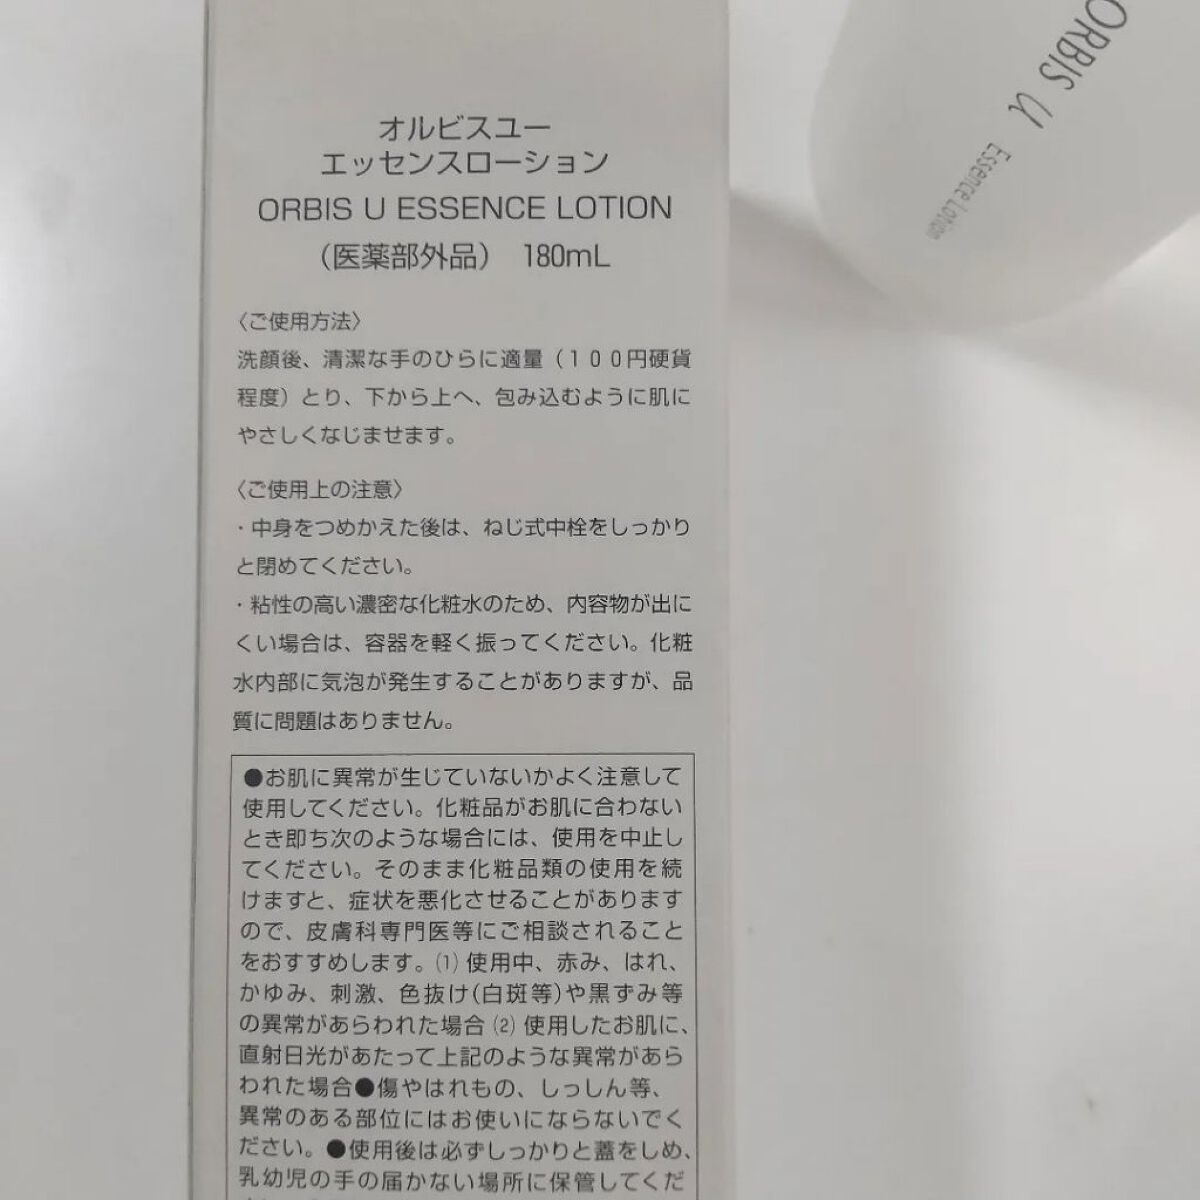 オルビスユー
エッセンスローション
ORBIS U ESSENCE LOTION
（医薬部外品） 180mL
〈ご使用方法〉
洗顔後、清潔な手のひらに適量（１００円硬貨
程度）とり、下から上へ、包み込むように肌に
やさしくなじませます。
〈ご使用上の注意〉
・中身をつめかえた後は、ねじ式中栓をしっかり
と閉めてください。
・粘性の高い濃密な化粧水のため、内容物が出に
くい場合は、容器を軽く振ってください。化粧
水内部に気泡が発生することがありますが、品
質に問題はありません。
●お肌に異常が生じていないかよく注意して
使用してください。化粧品がお肌に合わない
とき即ち次のような場合には、使用を中止し
てください。そのまま化粧品類の使用を続
けますと、症状を悪化させることがあります
ので、皮膚科専門医等にご相談されること
をおすすめします。⑴ 使用中、赤み、はれ、
かゆみ、刺激、色抜け(白斑等)や黒ずみ等
の異常があらわれた場合 ⑵ 使用したお肌に、
直射日光があたって上記のような異常があら
われた場合●傷やはれもの、しっしん等、
異常のある部位にはお使いにならないでく
ださい。●使用後は必ずしっかりと蓋をしめ、
乳幼児の手の届かない場所に保管してくだ
ORBIS U
Essence Lotion